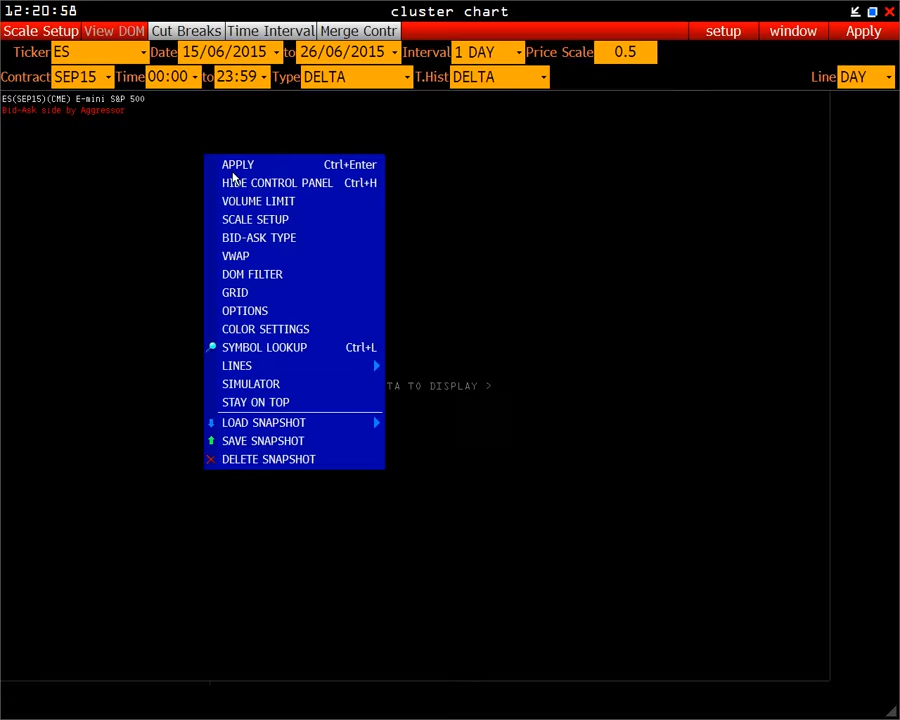 12:20:58 cluster chart
Scale Setup View DOM Cut Breaks Time Interval Merge Contr setup window Apply
Ticker ES Date 15/06/2015 to 26/06/2015 Interval 1 DAY Price Scale 0.5
Contract SEP15 Time 00:00 to 23:59 Type DELTA T.Hist DELTA Line DAY
ES(SEP15)(CME) E-mini S&P 500
Bid-Ask side by Aggressor
APPLY Ctrl+Enter
HIDE CONTROL PANEL Ctrl+H
VOLUME LIMIT
SCALE SETUP
BID-ASK TYPE
VWAP
DOM FILTER
GRID
OPTIONS
COLOR SETTINGS
SYMBOL LOOKUP Ctrl+L
LINES
SIMULATOR
TA TO DISPLAY >
STAY ON TOP
LOAD SNAPSHOT
SAVE SNAPSHOT
DELETE SNAPSHOT